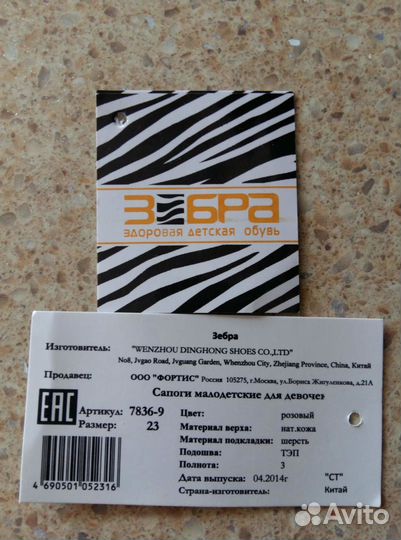 ЗЕБРА
здоровая детская обувь
Зебра
Изготовитель: "WENZHOU DINGHONG SHOES CO.,LTD"
No8, Jvgao Road, Jvguang Garden, Whenzhou City, Zhejiang Province, China, Китай
Продавец: ООО "ФОРТИС" Россия 105275, г.Москва, ул.Бориса Жигуленкова, д.21А
Сапоги малодетские для девочек
EAC
Артикул: 7836-9
Размер: 23
Цвет: розовый
Материал верха: нат.кожа
Материал подкладки: шерсть
Подошва: ТЭП
Полнота: 3
Дата выпуска: 04.2014г "СТ"
Страна-изготовитель: Китай
4 690501 052316
Avito